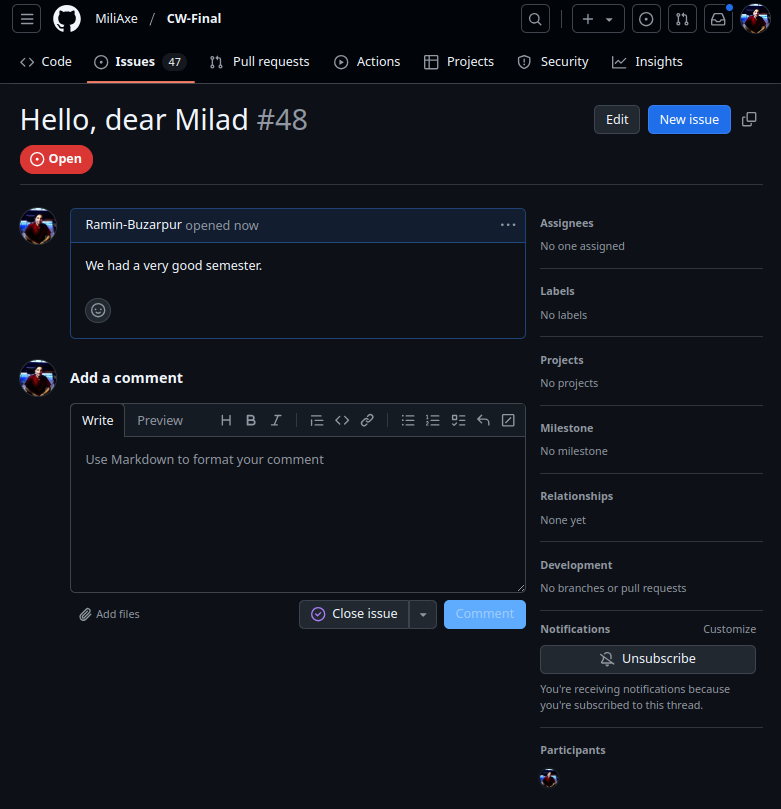 MiliAxe / CW-Final
Code Issues 47 Pull requests Actions Projects Security Insights
Hello, dear Milad #48
Edit New issue
Open
Ramin-Buzarpur opened now
We had a very good semester.
Add a comment
Write Preview
Use Markdown to format your comment
Add files
Close issue Comment
Assignees
No one assigned
Labels
No labels
Projects
No projects
Milestone
No milestone
Relationships
None yet
Development
No branches or pull requests
Notifications Customize
Unsubscribe
You're receiving notifications because
you're subscribed to this thread.
Participants